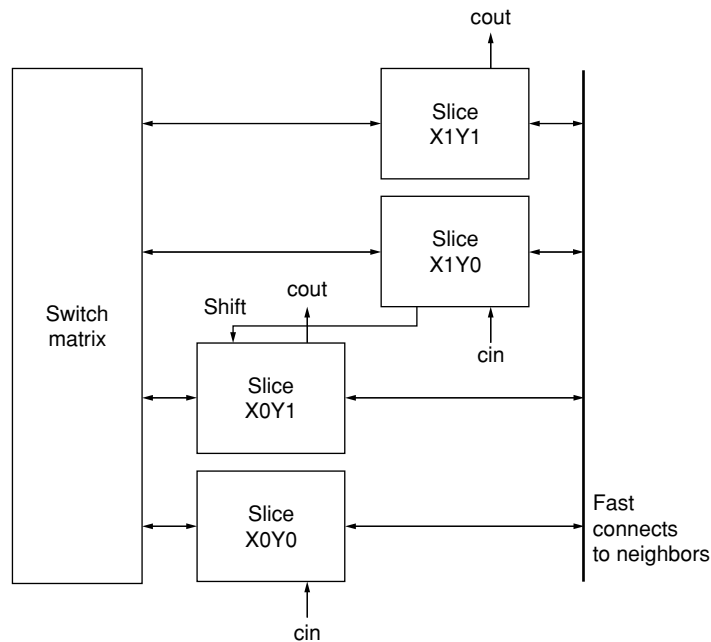 cout
Slice
X1Y1
Slice
X1Y0
cout
Shift
Switch
matrix
cin
Slice
X0Y1
Slice
X0Y0
Fast
connects
to neighbors
cin